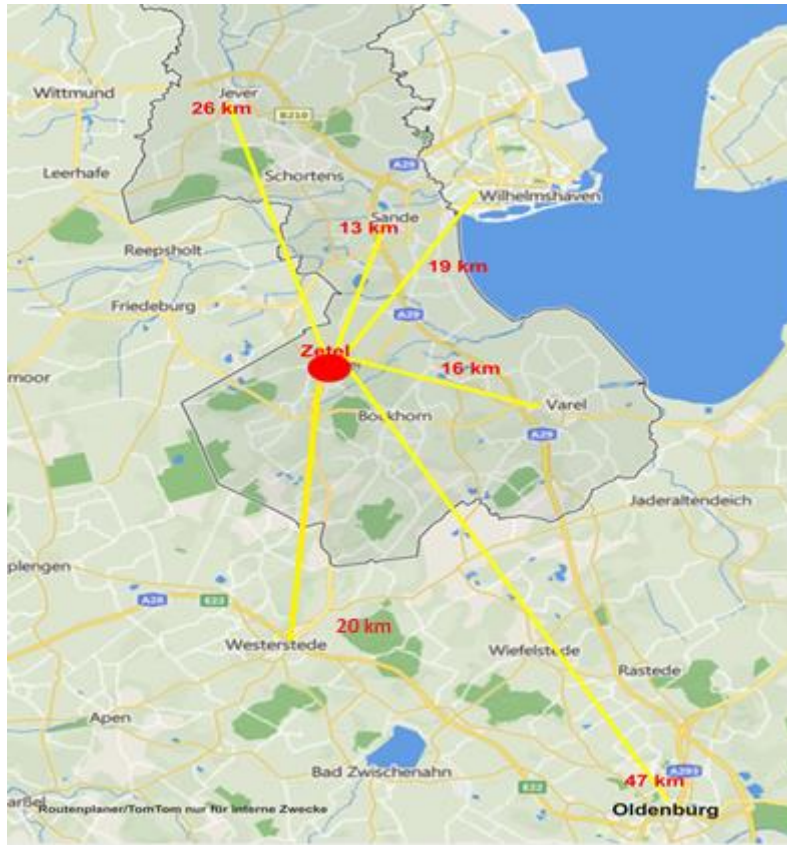 Wittmund
Jever
26 km
B210
Leerhafe
Schortens
A29
Wilhelmshaven
Sande
13 km
Reepsholt
19 km
Friedeburg
A29
Zetel
16 km
moor
Bockhorn
Varel
A29
Jaderaltendeich
plengen
A28
E22
20 km
Westerstede
Wiefelstede
Rastede
Apen
Bad Zwischenahn
A293
47 km
E22
Routenplaner/TomTom nur für interne Zwecke
Oldenburg